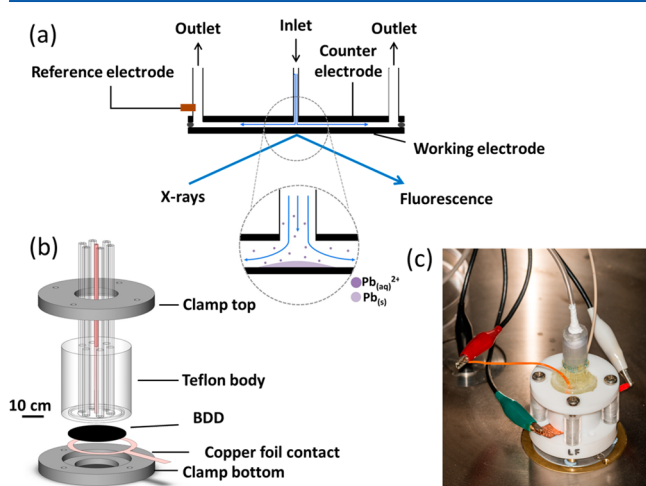 (a)
Outlet
Inlet
Outlet
Counter
electrode
Reference electrode
Working electrode
X-rays
Fluorescence
Pb(aq)2+
Pb(s)
(b)
Clamp top
Teflon body
10 cm
BDD
Copper foil contact
Clamp bottom
(c)
LF